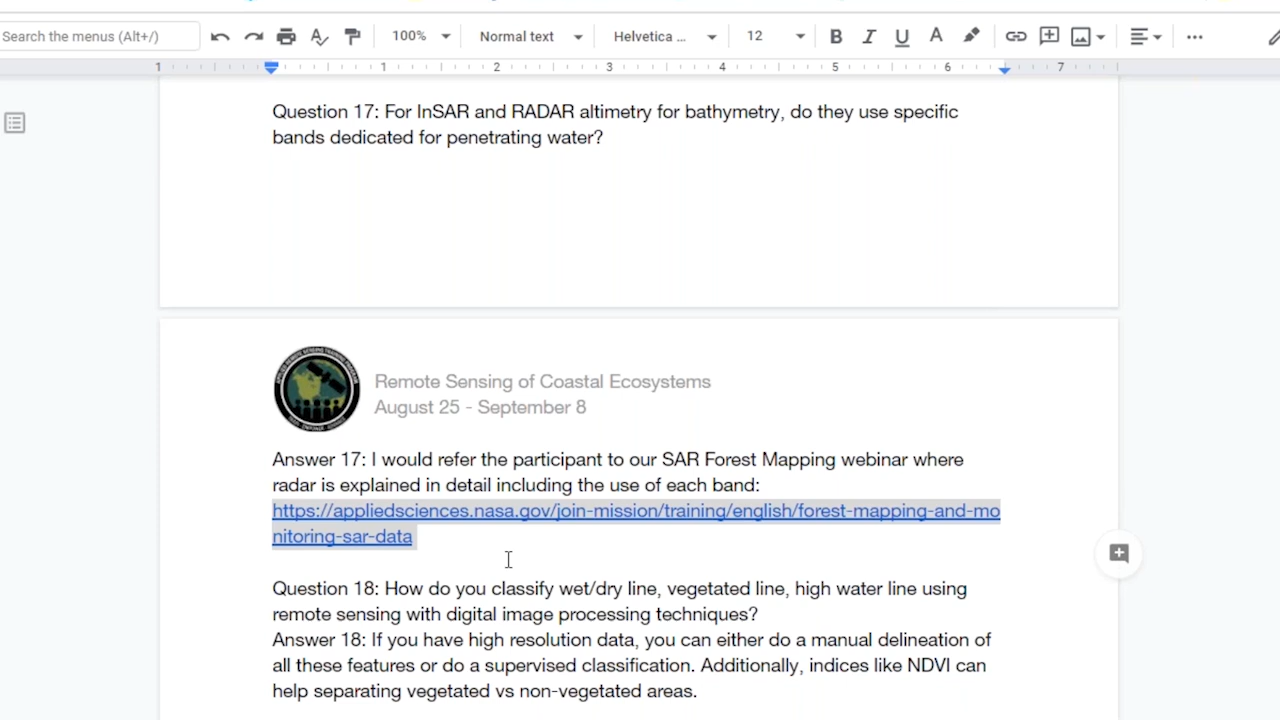 Search the menus (Alt+/)
100%
Normal text
Helvetica ...
12
B I U A
1 1 2 3 4 5 6 7
Question 17: For InSAR and RADAR altimetry for bathymetry, do they use specific
bands dedicated for penetrating water?
Remote Sensing of Coastal Ecosystems
August 25 - September 8
Answer 17: I would refer the participant to our SAR Forest Mapping webinar where
radar is explained in detail including the use of each band:
https://appliedsciences.nasa.gov/join-mission/training/english/forest-mapping-and-mo
nitoring-sar-data
Question 18: How do you classify wet/dry line, vegetated line, high water line using
remote sensing with digital image processing techniques?
Answer 18: If you have high resolution data, you can either do a manual delineation of
all these features or do a supervised classification. Additionally, indices like NDVI can
help separating vegetated vs non-vegetated areas.